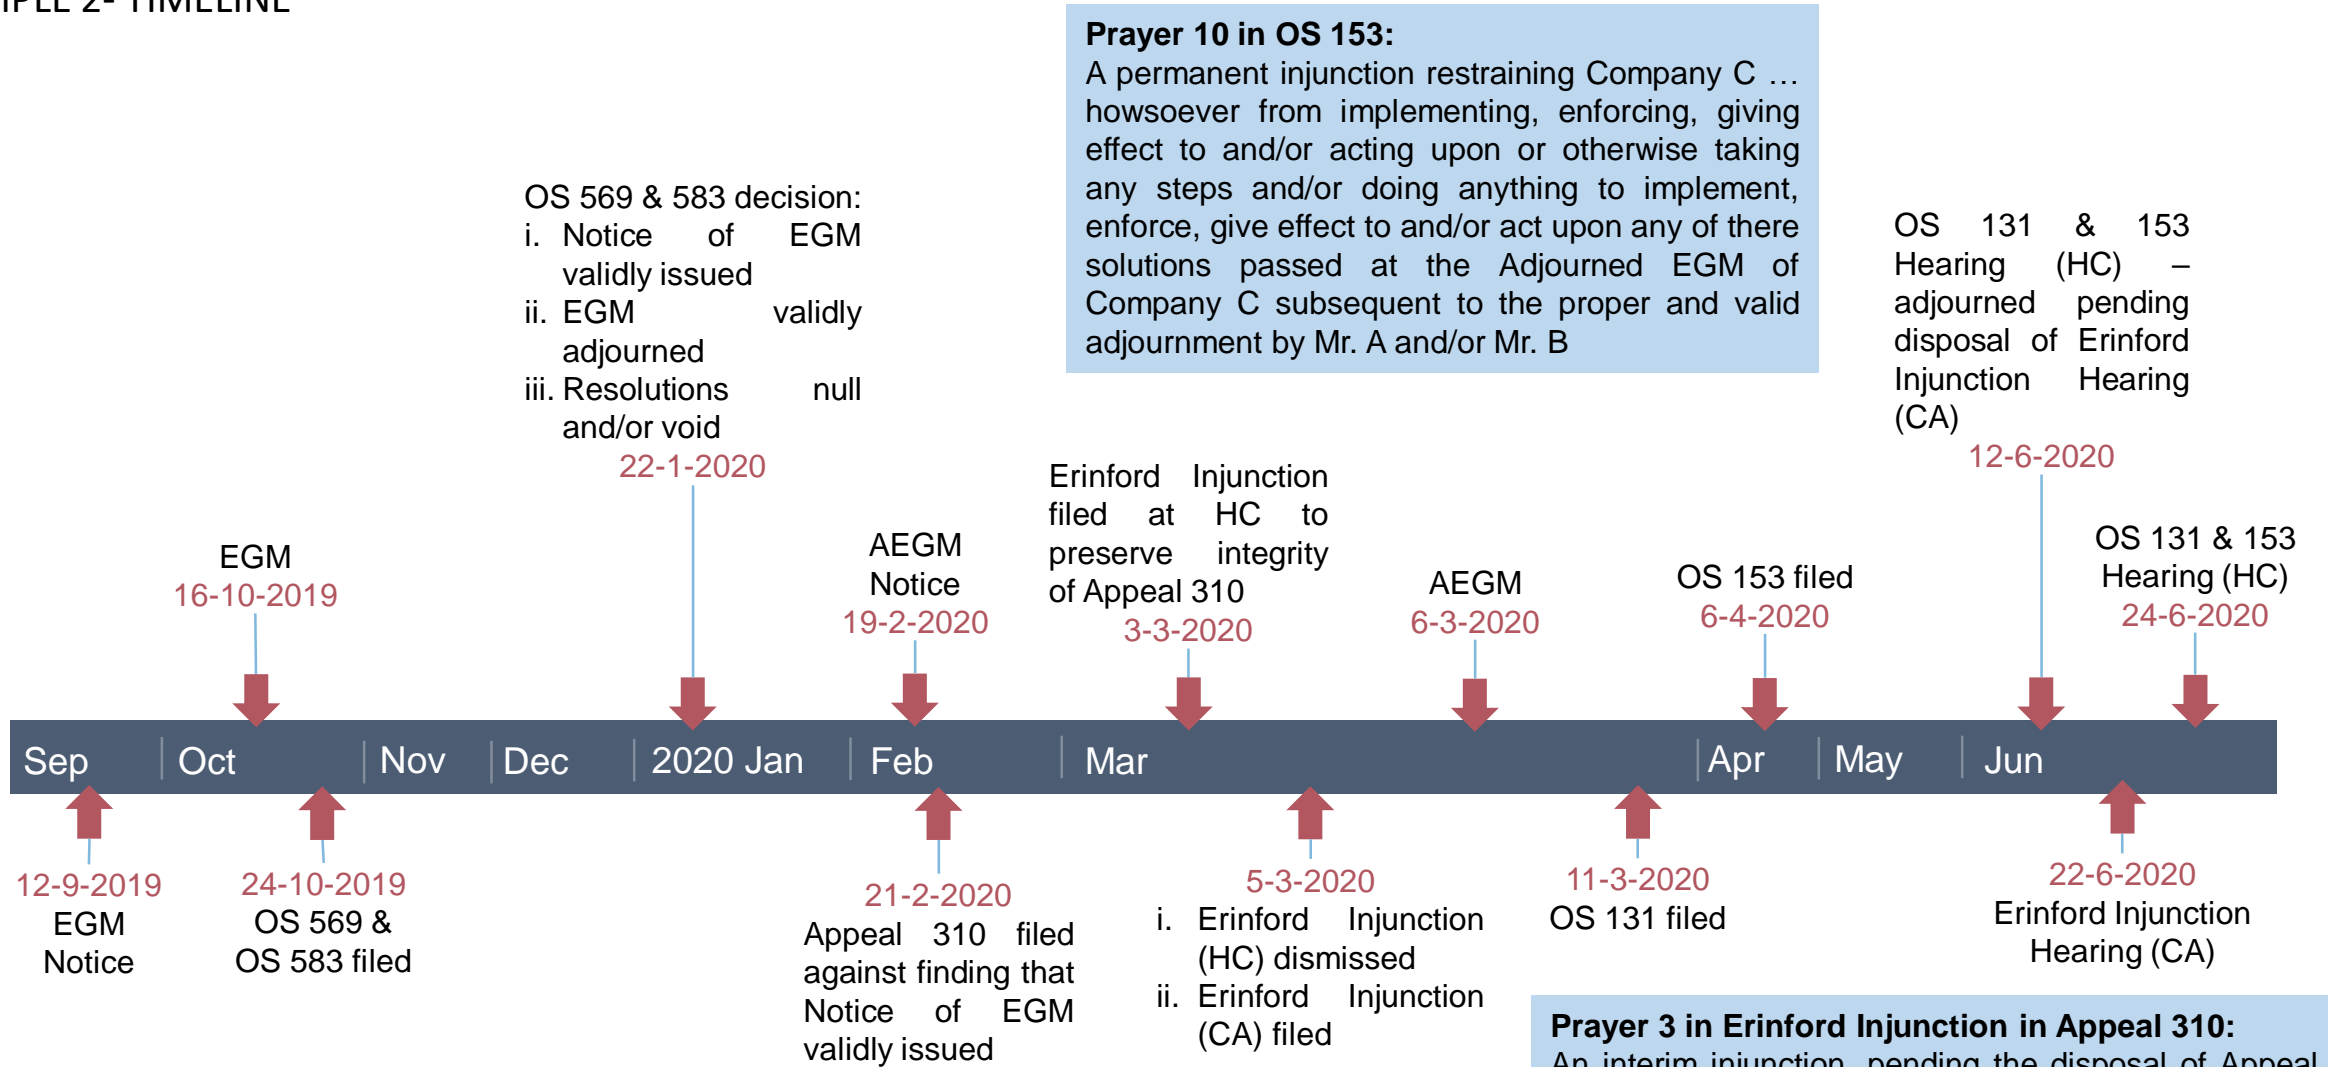 2- TIMELINE
Prayer 10 in OS 153:
A permanent injunction restraining Company C …
howsoever from implementing, enforcing, giving
effect to and/or acting upon or otherwise taking
any steps and/or doing anything to implement,
enforce, give effect to and/or act upon any of there
solutions passed at the Adjourned EGM of
Company C subsequent to the proper and valid
adjournment by Mr. A and/or Mr. B
OS 569 & 583 decision:
i. Notice of EGM
validly issued
ii. EGM validly
adjourned
iii. Resolutions null
and/or void
22-1-2020
OS 131 & 153
Hearing (HC) –
adjourned pending
disposal of Erinford
Injunction Hearing
(CA)
12-6-2020
EGM
16-10-2019
AEGM
Notice
19-2-2020
Erinford Injunction
filed at HC to
preserve integrity
of Appeal 310
3-3-2020
AEGM
6-3-2020
OS 153 filed
6-4-2020
OS 131 & 153
Hearing (HC)
24-6-2020
Sep Oct Nov Dec 2020 Jan Feb Mar Apr May Jun
12-9-2019
EGM
Notice
24-10-2019
OS 569 &
OS 583 filed
21-2-2020
Appeal 310 filed
against finding that
Notice of EGM
validly issued
5-3-2020
i. Erinford Injunction
(HC) dismissed
ii. Erinford Injunction
(CA) filed
11-3-2020
OS 131 filed
22-6-2020
Erinford Injunction
Hearing (CA)
Prayer 3 in Erinford Injunction in Appeal 310:
An interim injunction, pending the disposal of Appeal